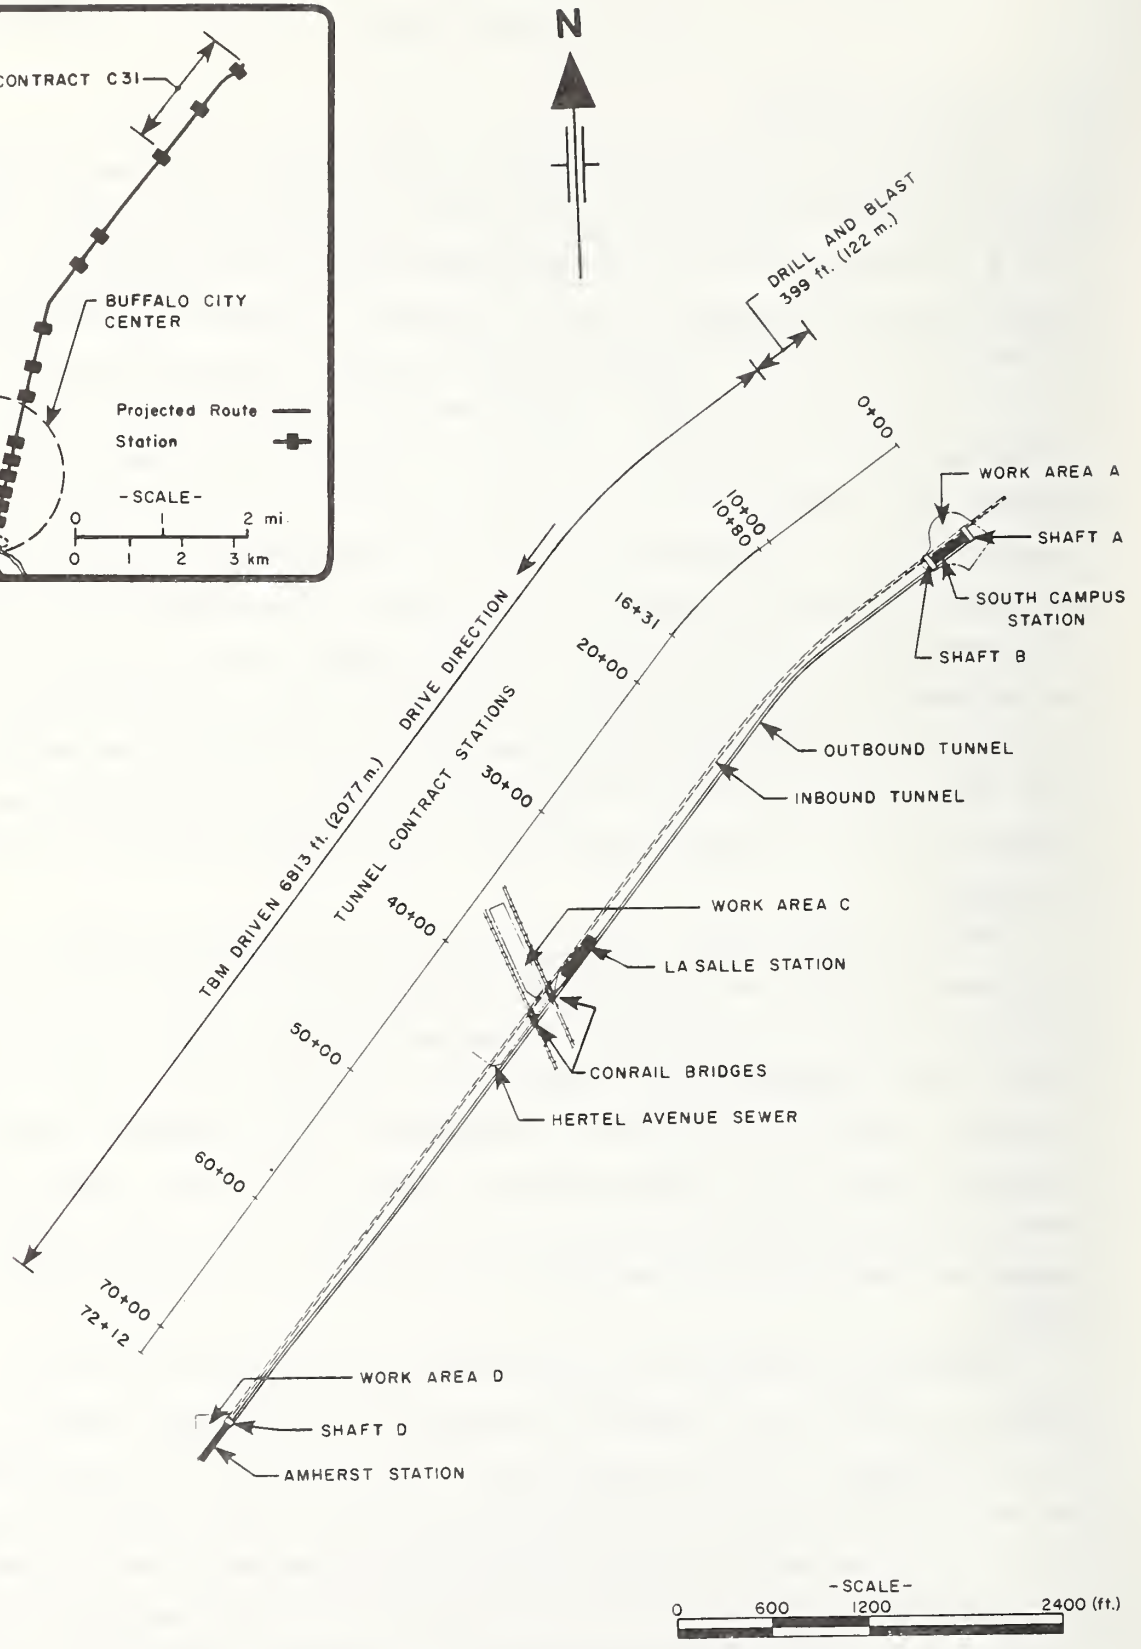 N
CONTRACT C31
BUFFALO CITY
CENTER
Projected Route
Station
-SCALE-
0 1 2 mi.
0 1 2 3 km
DRILL AND BLAST
399 ft. (122 m.)
0+00
10+00
10+80
16+31
20+00
30+00
40+00
50+00
60+00
70+00
72+12
TBM DRIVEN 6813 ft. (2077 m.) DRIVE DIRECTION
TUNNEL CONTRACT STATIONS
WORK AREA A
SHAFT A
SOUTH CAMPUS
STATION
SHAFT B
OUTBOUND TUNNEL
INBOUND TUNNEL
WORK AREA C
LA SALLE STATION
CONRAIL BRIDGES
HERTEL AVENUE SEWER
WORK AREA D
SHAFT D
AMHERST STATION
-SCALE-
0 600 1200 2400 (ft.)